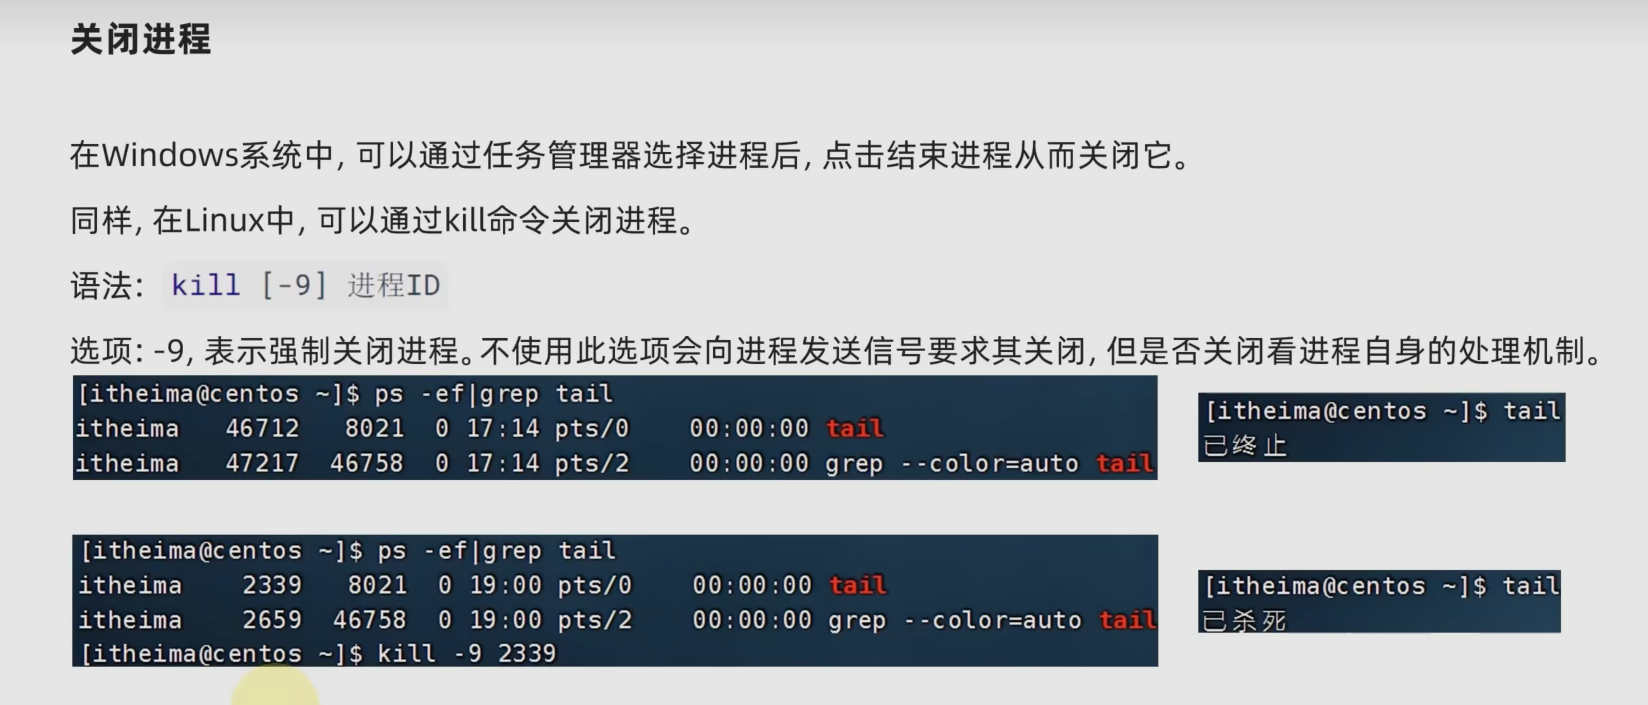 关闭进程
在Windows系统中, 可以通过任务管理器选择进程后, 点击结束进程从而关闭它。
同样, 在Linux中, 可以通过kill命令关闭进程。
语法: kill [-9] 进程ID
选项: -9, 表示强制关闭进程。不使用此选项会向进程发送信号要求其关闭, 但是否关闭看进程自身的处理机制。
[itheima@centos ~]$ ps -ef|grep tail
itheima 46712 8021 0 17:14 pts/0 00:00:00 tail
itheima 47217 46758 0 17:14 pts/2 00:00:00 grep --color=auto tail
[itheima@centos ~]$ tail
已终止
[itheima@centos ~]$ ps -ef|grep tail
itheima 2339 8021 0 19:00 pts/0 00:00:00 tail
itheima 2659 46758 0 19:00 pts/2 00:00:00 grep --color=auto tail
[itheima@centos ~]$ kill -9 2339
[itheima@centos ~]$ tail
已杀死